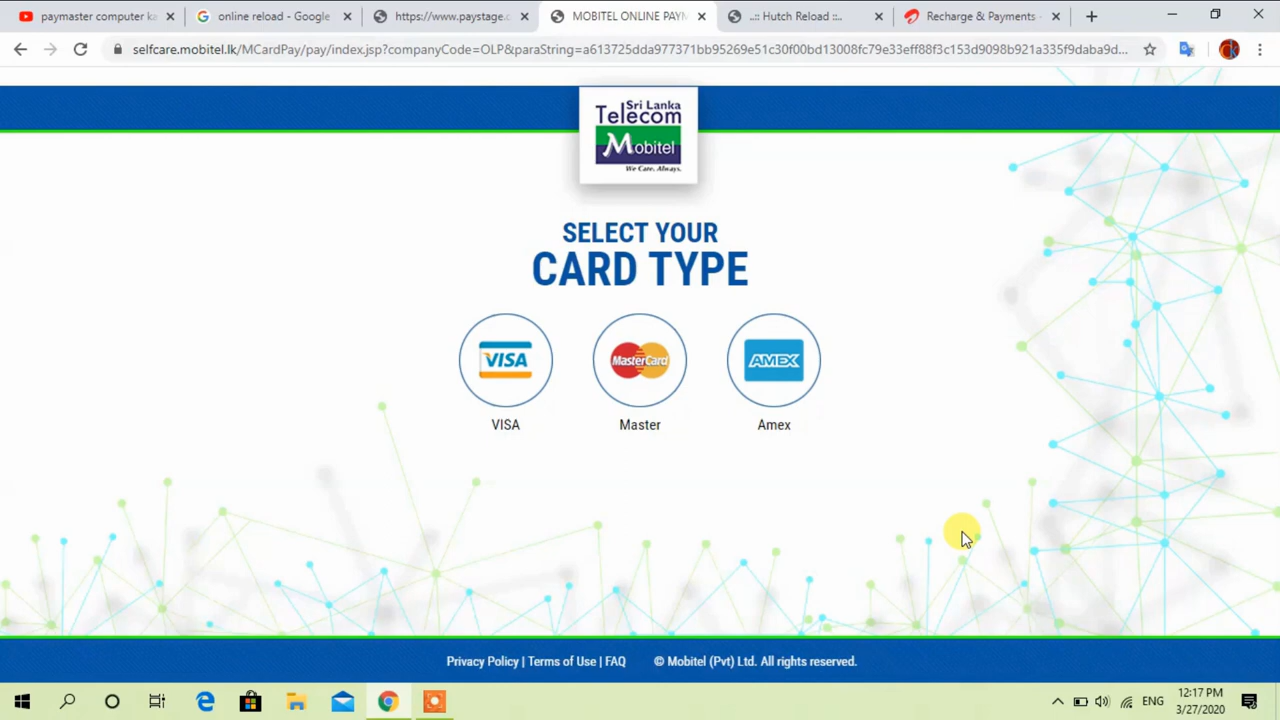 paymaster computer ka
online reload - Google
https://www.paystage.c
MOBITEL ONLINE PAYM
..:: Hutch Reload ::..
Recharge & Payments -
selfcare.mobitel.lk/MCardPay/pay/index.jsp?companyCode=OLP&paraString=a613725dda977371bb95269e51c30f00bd13008fc79e33eff88f3c153d9098b921a335f9daba9d...
Sri Lanka
Telecom
Mobitel
We Care. Always.
SELECT YOUR
CARD TYPE
VISA
MasterCard
AMEX
VISA
Master
Amex
Privacy Policy | Terms of Use | FAQ
© Mobitel (Pvt) Ltd. All rights reserved.
ENG
12:17 PM
3/27/2020